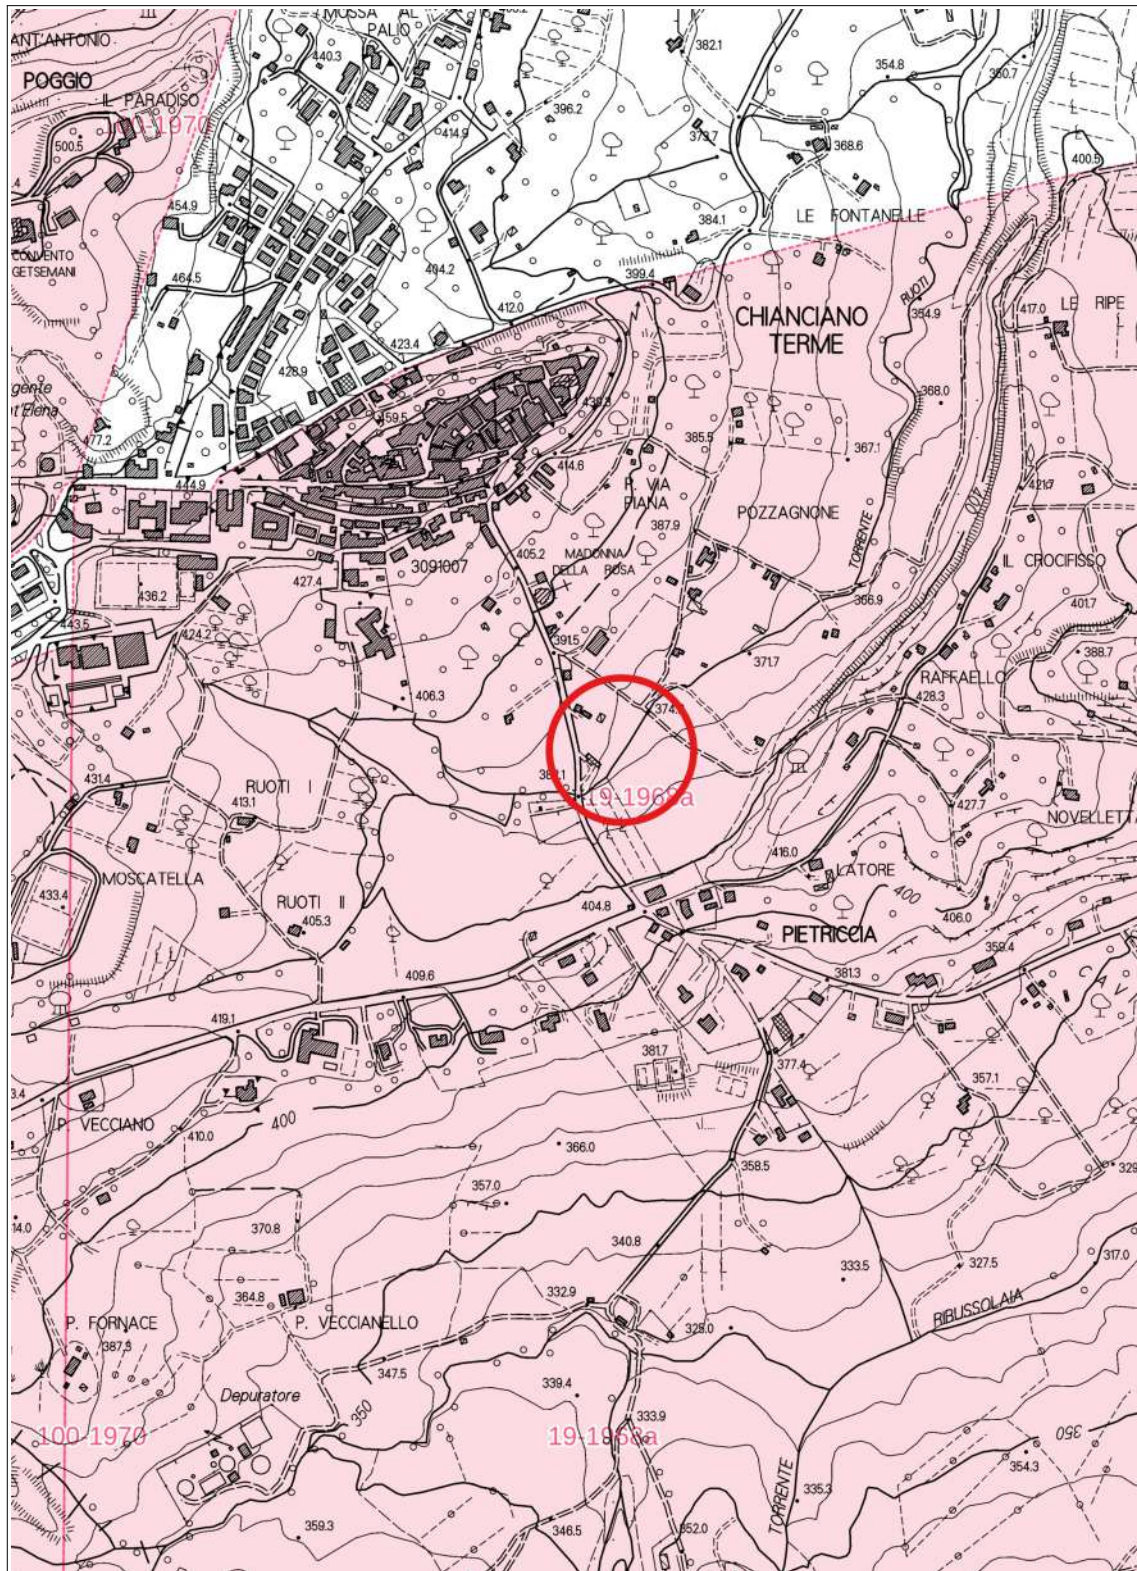 MOSSA AL
PALIO
SANT'ANTONIO
POGGIO
IL PARADISO
100-1970
440.3
382.1
354.8
396.2
414.9
373.7
368.6
500.5
400.5
454.9
384.1
LE FONTANELLE
CONVENTO
GETSEMANI
464.5
404.2
399.4
RUOTI
354.9
412.0
CHIANCIANO
TERME
417.0
LE RIPE
423.4
428.9
368.0
477.2
459.5
385.5
367.1
414.6
444.9
P. VIA
PIANA
421.7
387.9
POZZAGNONE
TORRENTE
405.2
MADONNA
DELLA ROSA
3091007
IL CROCIFISSO
427.4
436.2
366.9
401.7
443.5
424.2
391.5
371.7
388.7
RAFFAELLO
406.3
428.3
431.4
RUOTI I
19-1968a
413.1
427.7
NOVELLETTA
416.0
LATORE
MOSCATELLA
433.4
RUOTI II
405.3
404.8
400
406.0
PIETRICCIA
359.4
409.6
381.3
419.1
381.7
377.4
357.1
P. VECCIANO
410.0
400
366.0
358.5
357.0
370.8
340.8
333.5
327.5
317.0
364.8
332.9
RIBUSSOLAIA
P. FORNACE
387.3
P. VECCIANELLO
347.5
339.4
Depuratore
350
333.9
100-1970
19-1968a
350
354.3
TORRENTE
335.3
359.3
346.5
352.0